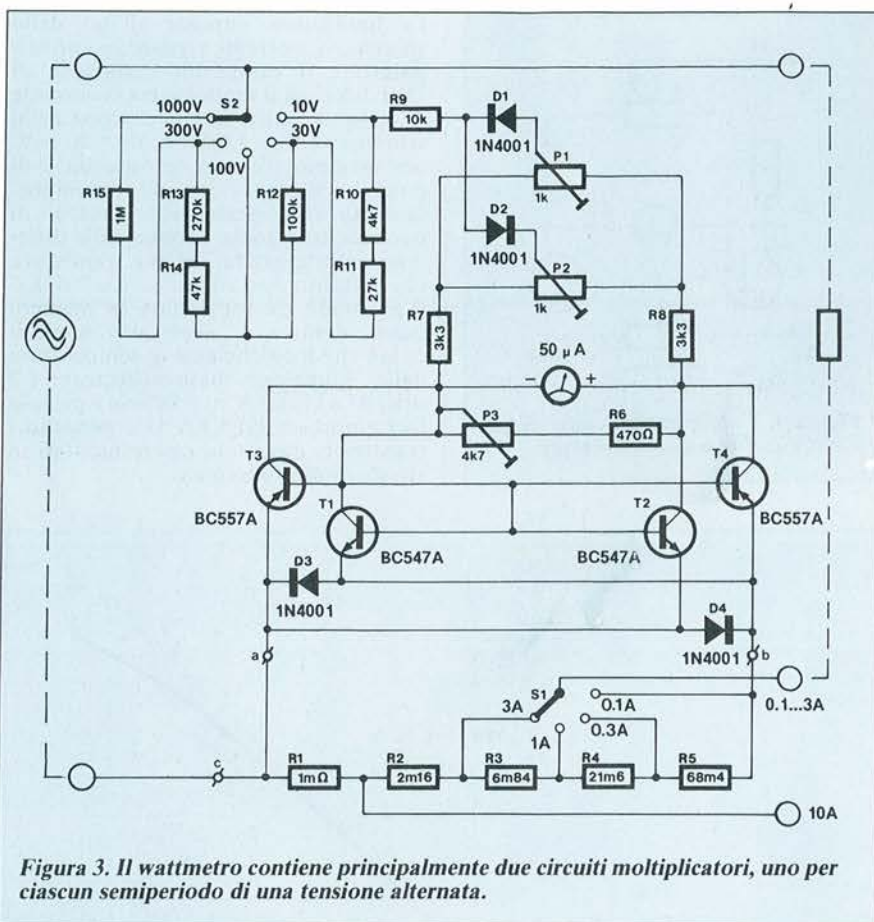 1000V
S2
10V
300V
30V
100V
R9
10k
D1
1N4001
P1
1k
R15
1M
R13
270k
R12
100k
R10
4k7
D2
1N4001
P2
1k
R14
47k
R11
27k
R7
3k3
R8
3k3
50 µA
− +
P3
4k7
R6
470Ω
T3
T4
BC557A
T1
T2
BC557A
BC547A
BC547A
D3
1N4001
D4
1N4001
a
b
S1
3A
0.1A
0.1...3A
1A
0.3A
c
R1
1mΩ
R2
2m16
R3
6m84
R4
21m6
R5
68m4
10A
Figura 3. Il wattmetro contiene principalmente due circuiti moltiplicatori, uno per
ciascun semiperiodo di una tensione alternata.